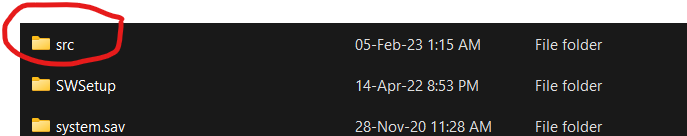 src 05-Feb-23 1:15 AM File folder
SWSetup 14-Apr-22 8:53 PM File folder
system.sav 28-Nov-20 11:28 AM File folder